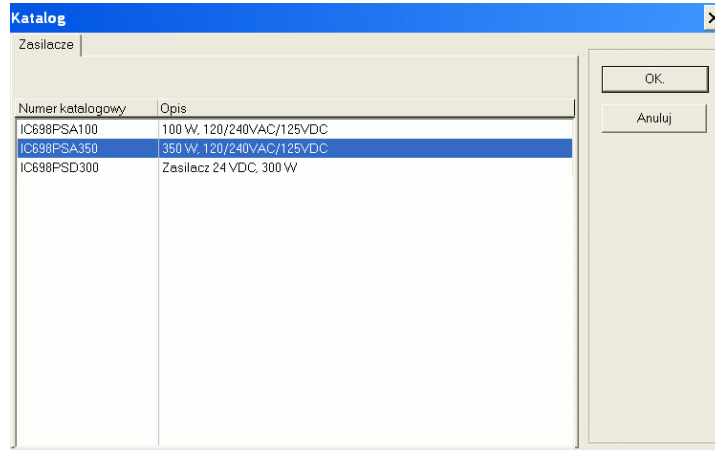 Katalog
Zasilacze
OK.
Anuluj
Numer katalogowy Opis
IC698PSA100 100 W, 120/240VAC/125VDC
IC698PSA350 350 W, 120/240VAC/125VDC
IC698PSD300 Zasilacz 24 VDC, 300 W